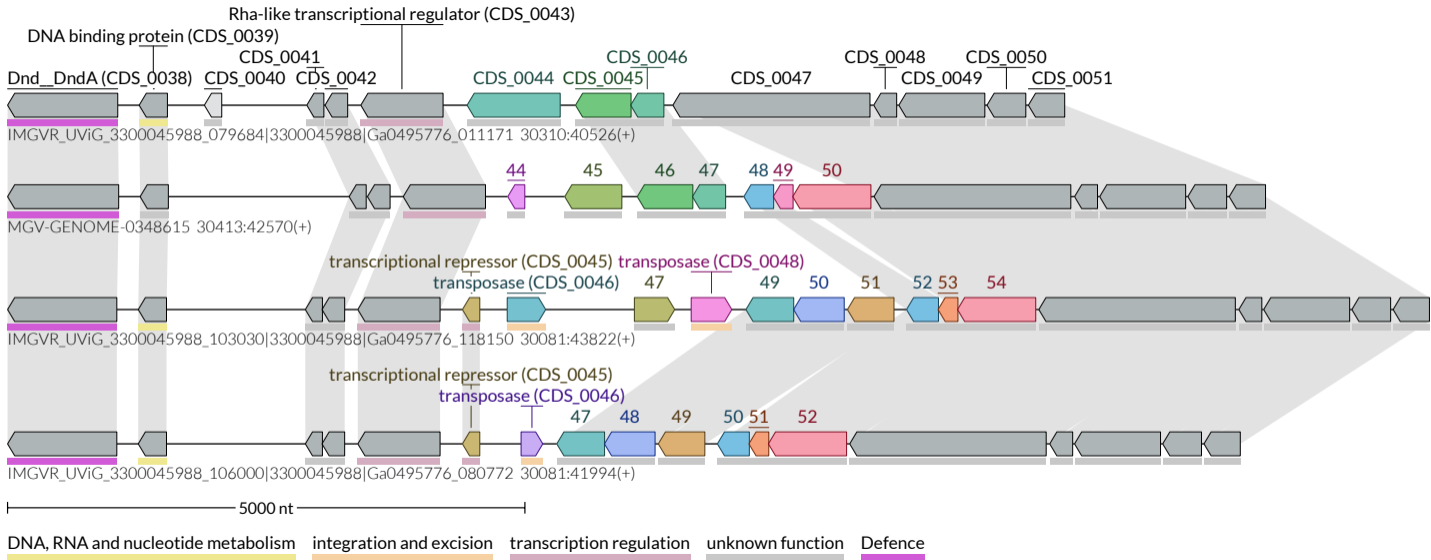 Rha-like transcriptional regulator (CDS_0043)
DNA binding protein (CDS_0039)
CDS_0041 CDS_0046 CDS_0048 CDS_0050
Dnd__DndA (CDS_0038) CDS_0040 CDS_0042 CDS_0044 CDS_0045 CDS_0047 CDS_0049 CDS_0051
IMGVR_UViG_3300045988_079684|3300045988|Ga0495776_011171 30310:40526(+)
44 45 46 47 48 49 50
MGV-GENOME-0348615 30413:42570(+)
transcriptional repressor (CDS_0045) transposase (CDS_0048)
transposase (CDS_0046) 47 49 50 51 52 53 54
IMGVR_UViG_3300045988_103030|3300045988|Ga0495776_118150 30081:43822(+)
transcriptional repressor (CDS_0045)
transposase (CDS_0046)
47 48 49 50 51 52
IMGVR_UViG_3300045988_106000|3300045988|Ga0495776_080772 30081:41994(+)
5000 nt
DNA, RNA and nucleotide metabolism integration and excision transcription regulation unknown function Defence